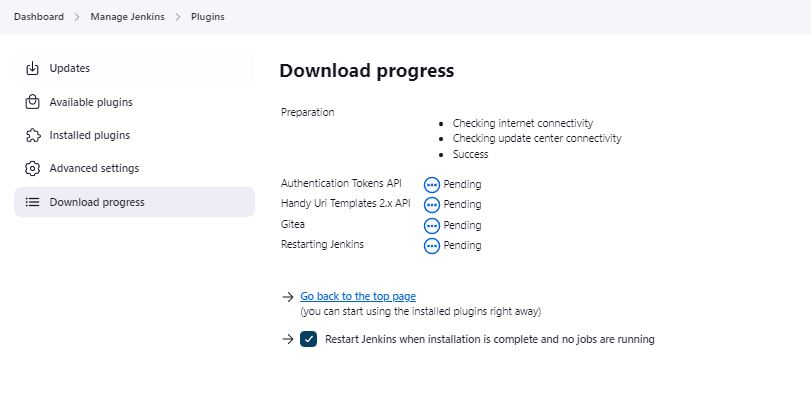 Dashboard > Manage Jenkins > Plugins
Updates
Available plugins
Installed plugins
Advanced settings
Download progress
Download progress
Preparation
• Checking internet connectivity
• Checking update center connectivity
• Success
Authentication Tokens API Pending
Handy Uri Templates 2.x API Pending
Gitea Pending
Restarting Jenkins Pending
→ Go back to the top page
(you can start using the installed plugins right away)
→ Restart Jenkins when installation is complete and no jobs are running